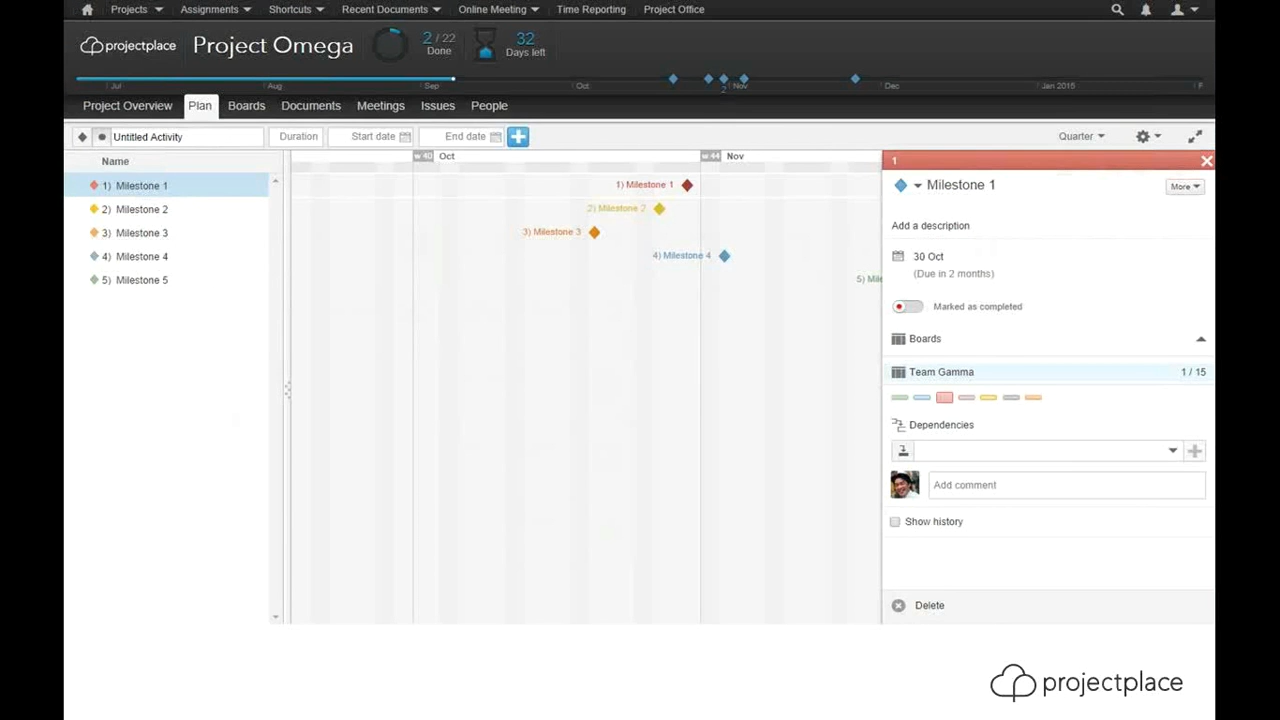 Projects Assignments Shortcuts Recent Documents Online Meeting Time Reporting Project Office
projectplace Project Omega 2 / 22 Done 32 Days left
Jul Aug Sep Oct 2 Nov Dec Jan 2015 F
Project Overview Plan Boards Documents Meetings Issues People
Untitled Activity Duration Start date End date Quarter
Name
w 40 Oct w 44 Nov
1) Milestone 1
2) Milestone 2
3) Milestone 3
4) Milestone 4
5) Milestone 5
1) Milestone 1
2) Milestone 2
3) Milestone 3
4) Milestone 4
5) Mile
1
Milestone 1 More
Add a description
30 Oct
(Due in 2 months)
Marked as completed
Boards
Team Gamma 1 / 15
Dependencies
Add comment
Show history
Delete
projectplace